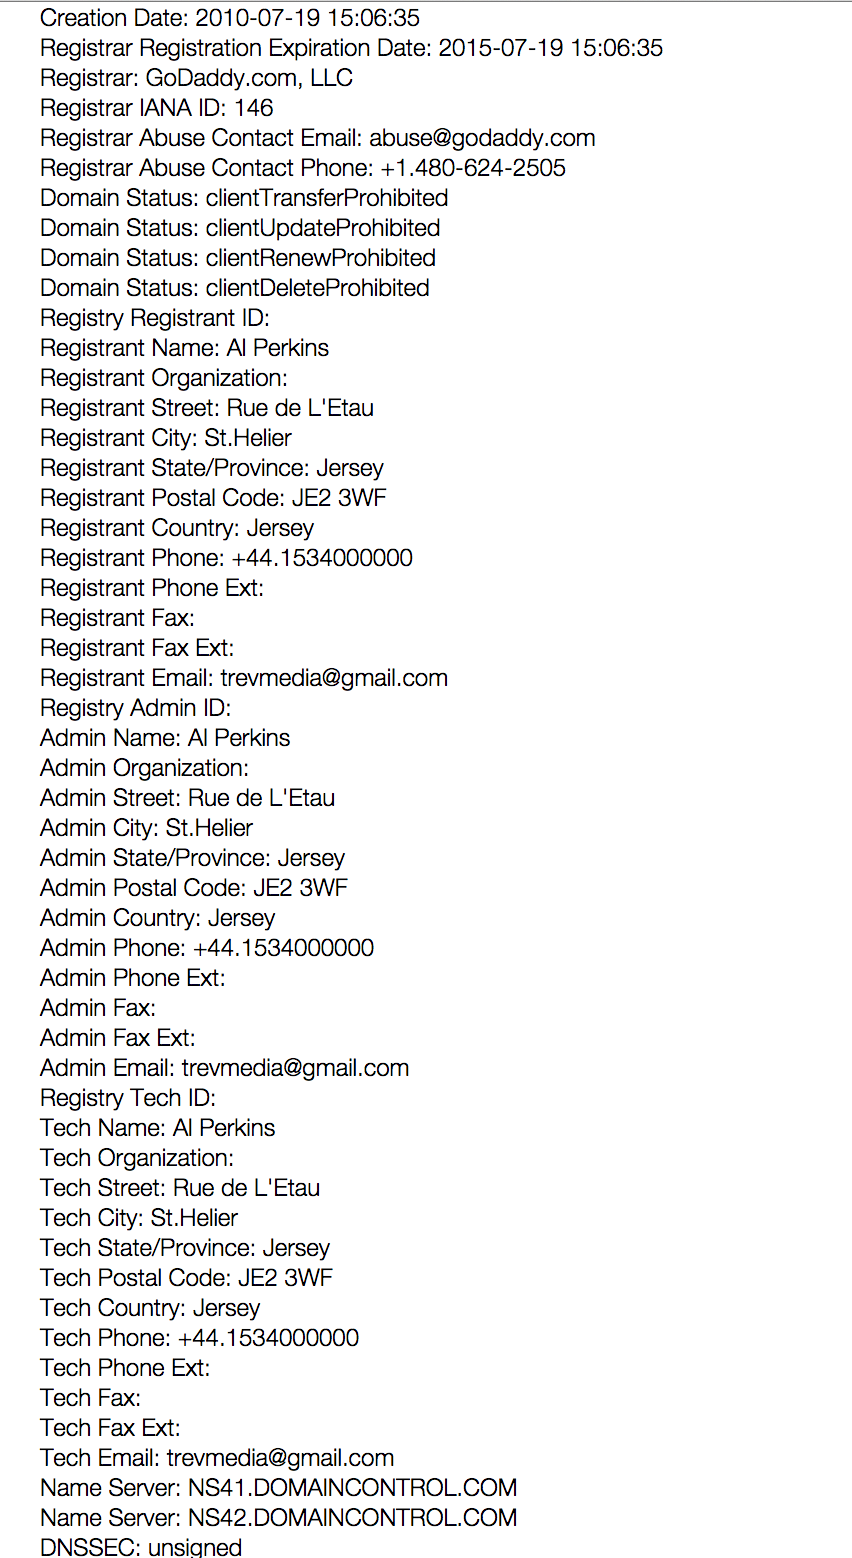 Creation Date: 2010-07-19 15:06:35
Registrar Registration Expiration Date: 2015-07-19 15:06:35
Registrar: GoDaddy.com, LLC
Registrar IANA ID: 146
Registrar Abuse Contact Email: abuse@godaddy.com
Registrar Abuse Contact Phone: +1.480-624-2505
Domain Status: clientTransferProhibited
Domain Status: clientUpdateProhibited
Domain Status: clientRenewProhibited
Domain Status: clientDeleteProhibited
Registry Registrant ID:
Registrant Name: Al Perkins
Registrant Organization:
Registrant Street: Rue de L'Etau
Registrant City: St.Helier
Registrant State/Province: Jersey
Registrant Postal Code: JE2 3WF
Registrant Country: Jersey
Registrant Phone: +44.1534000000
Registrant Phone Ext:
Registrant Fax:
Registrant Fax Ext:
Registrant Email: trevmedia@gmail.com
Registry Admin ID:
Admin Name: Al Perkins
Admin Organization:
Admin Street: Rue de L'Etau
Admin City: St.Helier
Admin State/Province: Jersey
Admin Postal Code: JE2 3WF
Admin Country: Jersey
Admin Phone: +44.1534000000
Admin Phone Ext:
Admin Fax:
Admin Fax Ext:
Admin Email: trevmedia@gmail.com
Registry Tech ID:
Tech Name: Al Perkins
Tech Organization:
Tech Street: Rue de L'Etau
Tech City: St.Helier
Tech State/Province: Jersey
Tech Postal Code: JE2 3WF
Tech Country: Jersey
Tech Phone: +44.1534000000
Tech Phone Ext:
Tech Fax:
Tech Fax Ext:
Tech Email: trevmedia@gmail.com
Name Server: NS41.DOMAINCONTROL.COM
Name Server: NS42.DOMAINCONTROL.COM
DNSSEC: unsigned